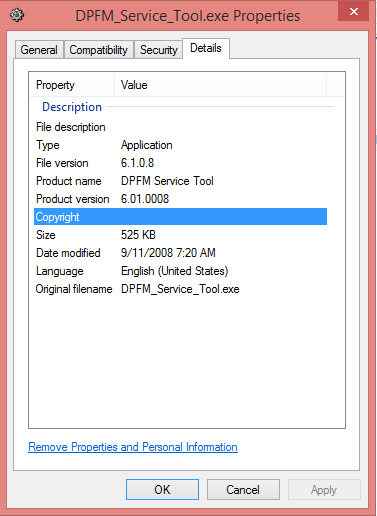 DPFM_Service_Tool.exe Properties
General Compatibility Security Details
Property Value
Description
File description
Type Application
File version 6.1.0.8
Product name DPFM Service Tool
Product version 6.01.0008
Copyright
Size 525 KB
Date modified 9/11/2008 7:20 AM
Language English (United States)
Original filename DPFM_Service_Tool.exe
Remove Properties and Personal Information
OK Cancel Apply